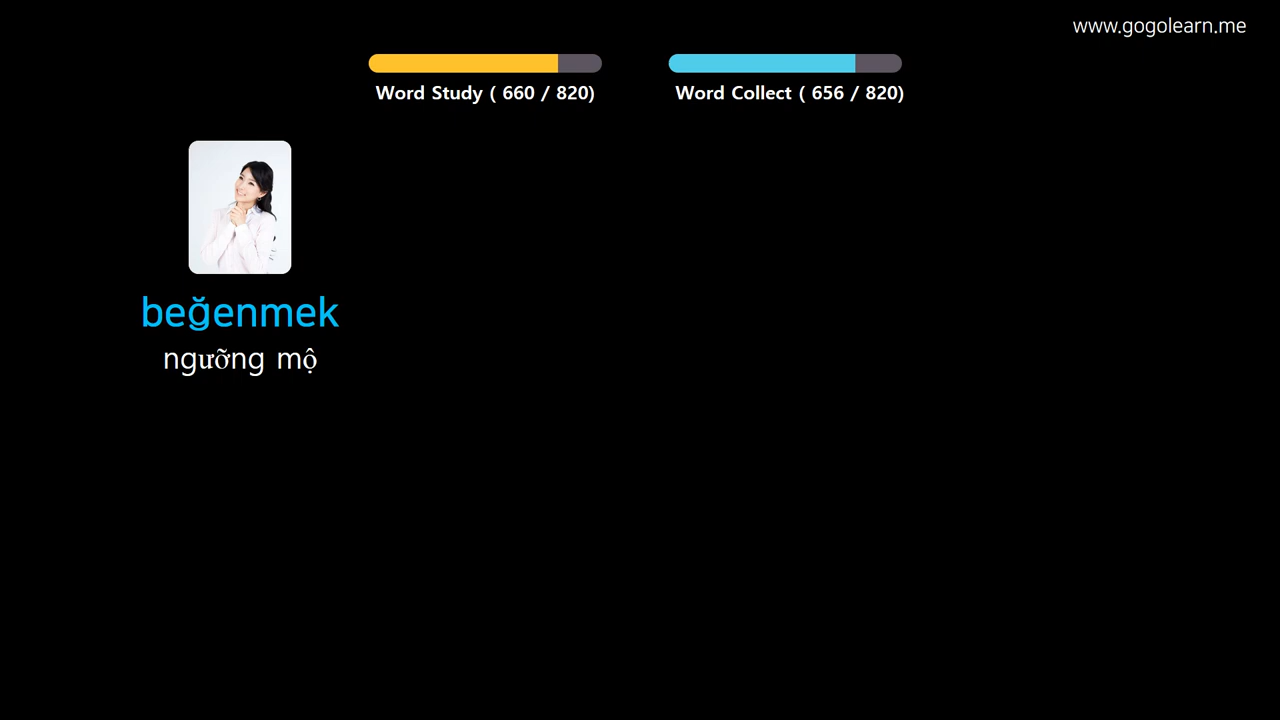 www.gogolearn.me
Word Study ( 660 / 820)
Word Collect ( 656 / 820)
beğenmek
ngưỡng mộ